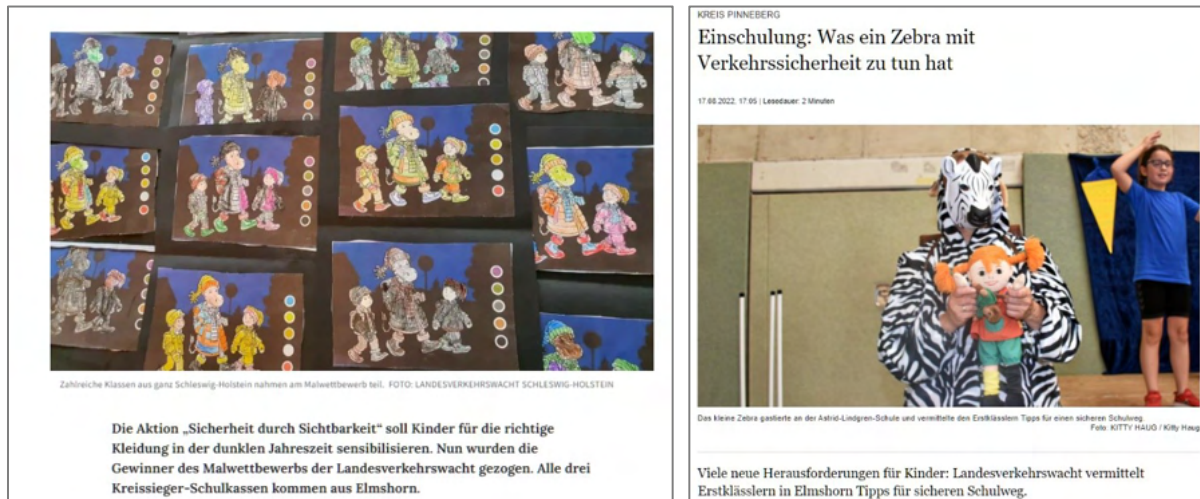 Zahlreiche Klassen aus ganz Schleswig-Holstein nahmen am Malwettbewerb teil. FOTO: LANDESVERKEHRSWACHT SCHLESWIG-HOLSTEIN
Die Aktion „Sicherheit durch Sichtbarkeit“ soll Kinder für die richtige
Kleidung in der dunklen Jahreszeit sensibilisieren. Nun wurden die
Gewinner des Malwettbewerbs der Landesverkehrswacht gezogen. Alle drei
Kreissieger-Schulkassen kommen aus Elmshorn.
KREIS PINNEBERG
Einschulung: Was ein Zebra mit
Verkehrssicherheit zu tun hat
17.08.2022, 17:05 | Lesedauer: 2 Minuten
Das kleine Zebra gastierte an der Astrid-Lindgren-Schule und vermittelte den Erstklässlern Tipps für einen sicheren Schulweg.
Foto: KITTY HAUG / Kitty Haug
Viele neue Herausforderungen für Kinder: Landesverkehrswacht vermittelt
Erstklässlern in Elmshorn Tipps für sicheren Schulweg.